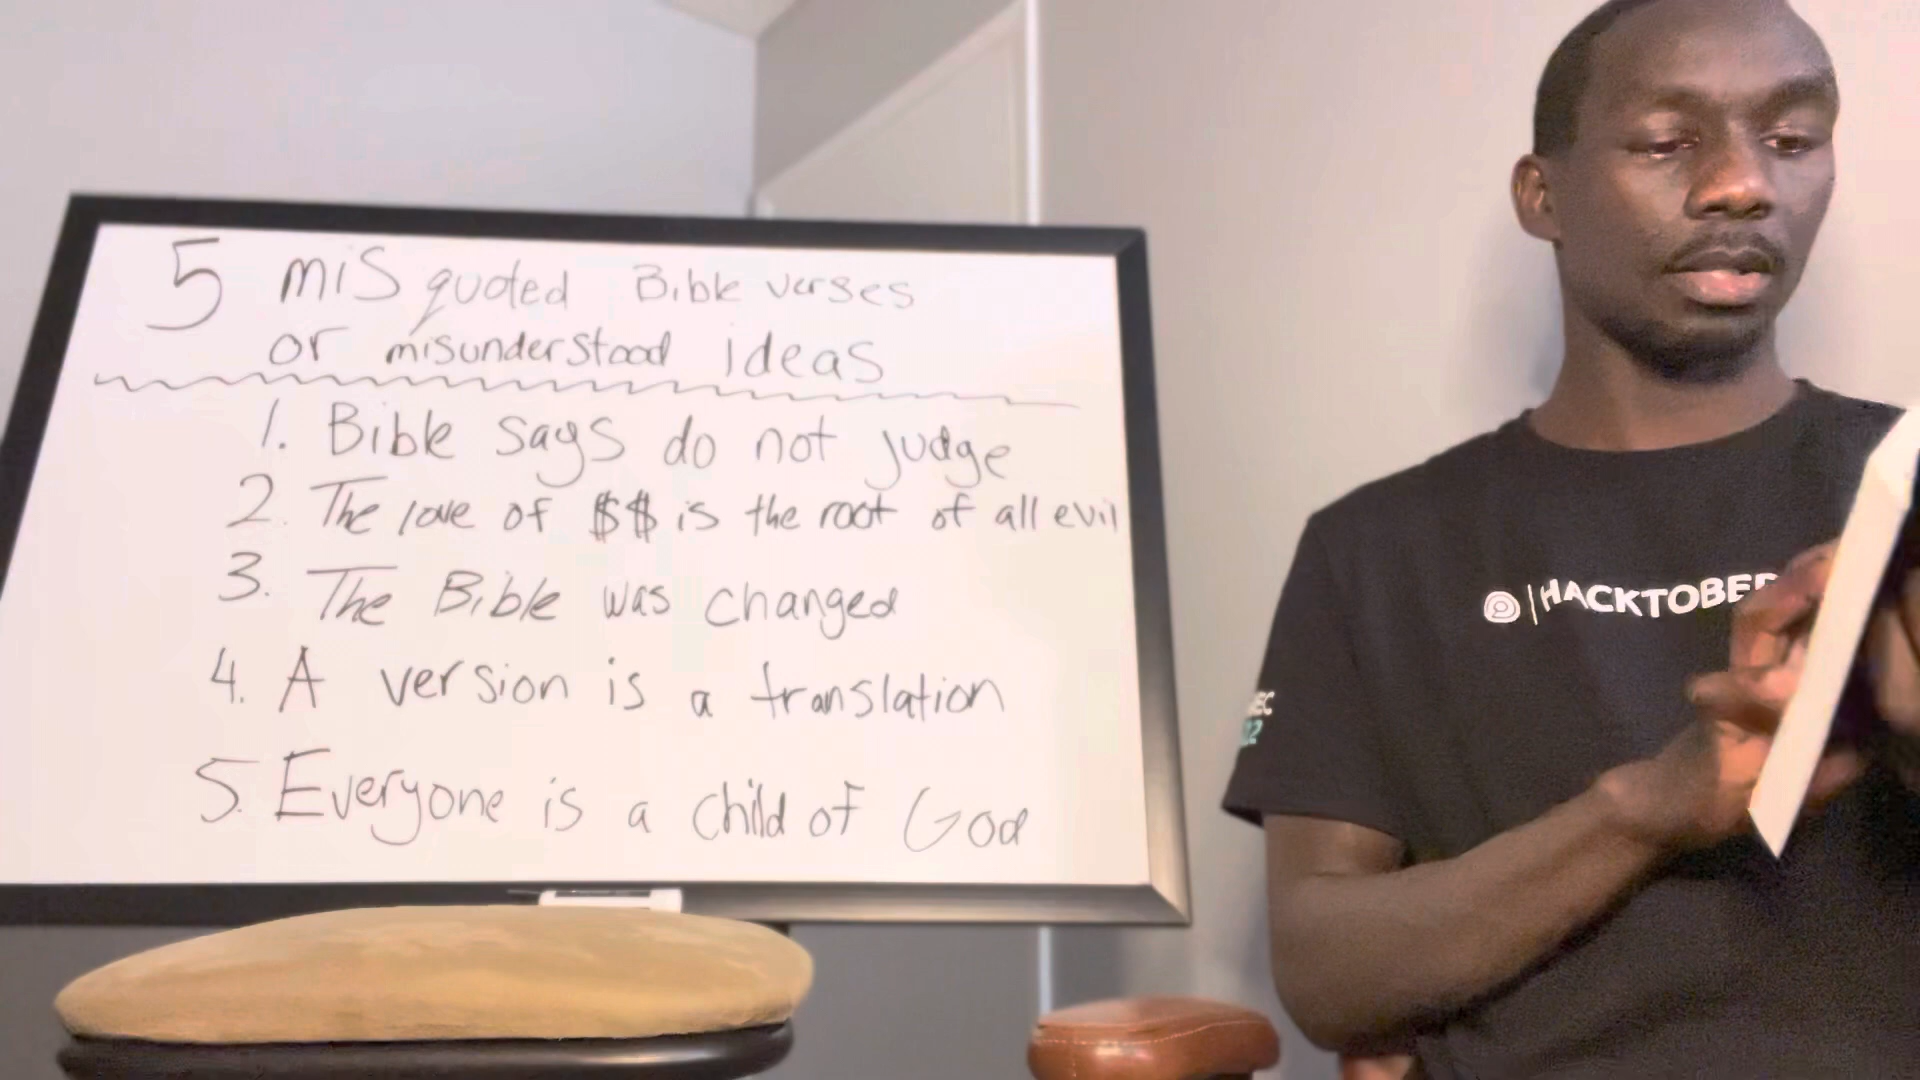 5 misquoted Bible verses
or misunderstood ideas
1. Bible says do not judge
2. The love of $$ is the root of all evil
3. The Bible was changed
4. A version is a translation
5. Everyone is a child of God
|HACKTOBER